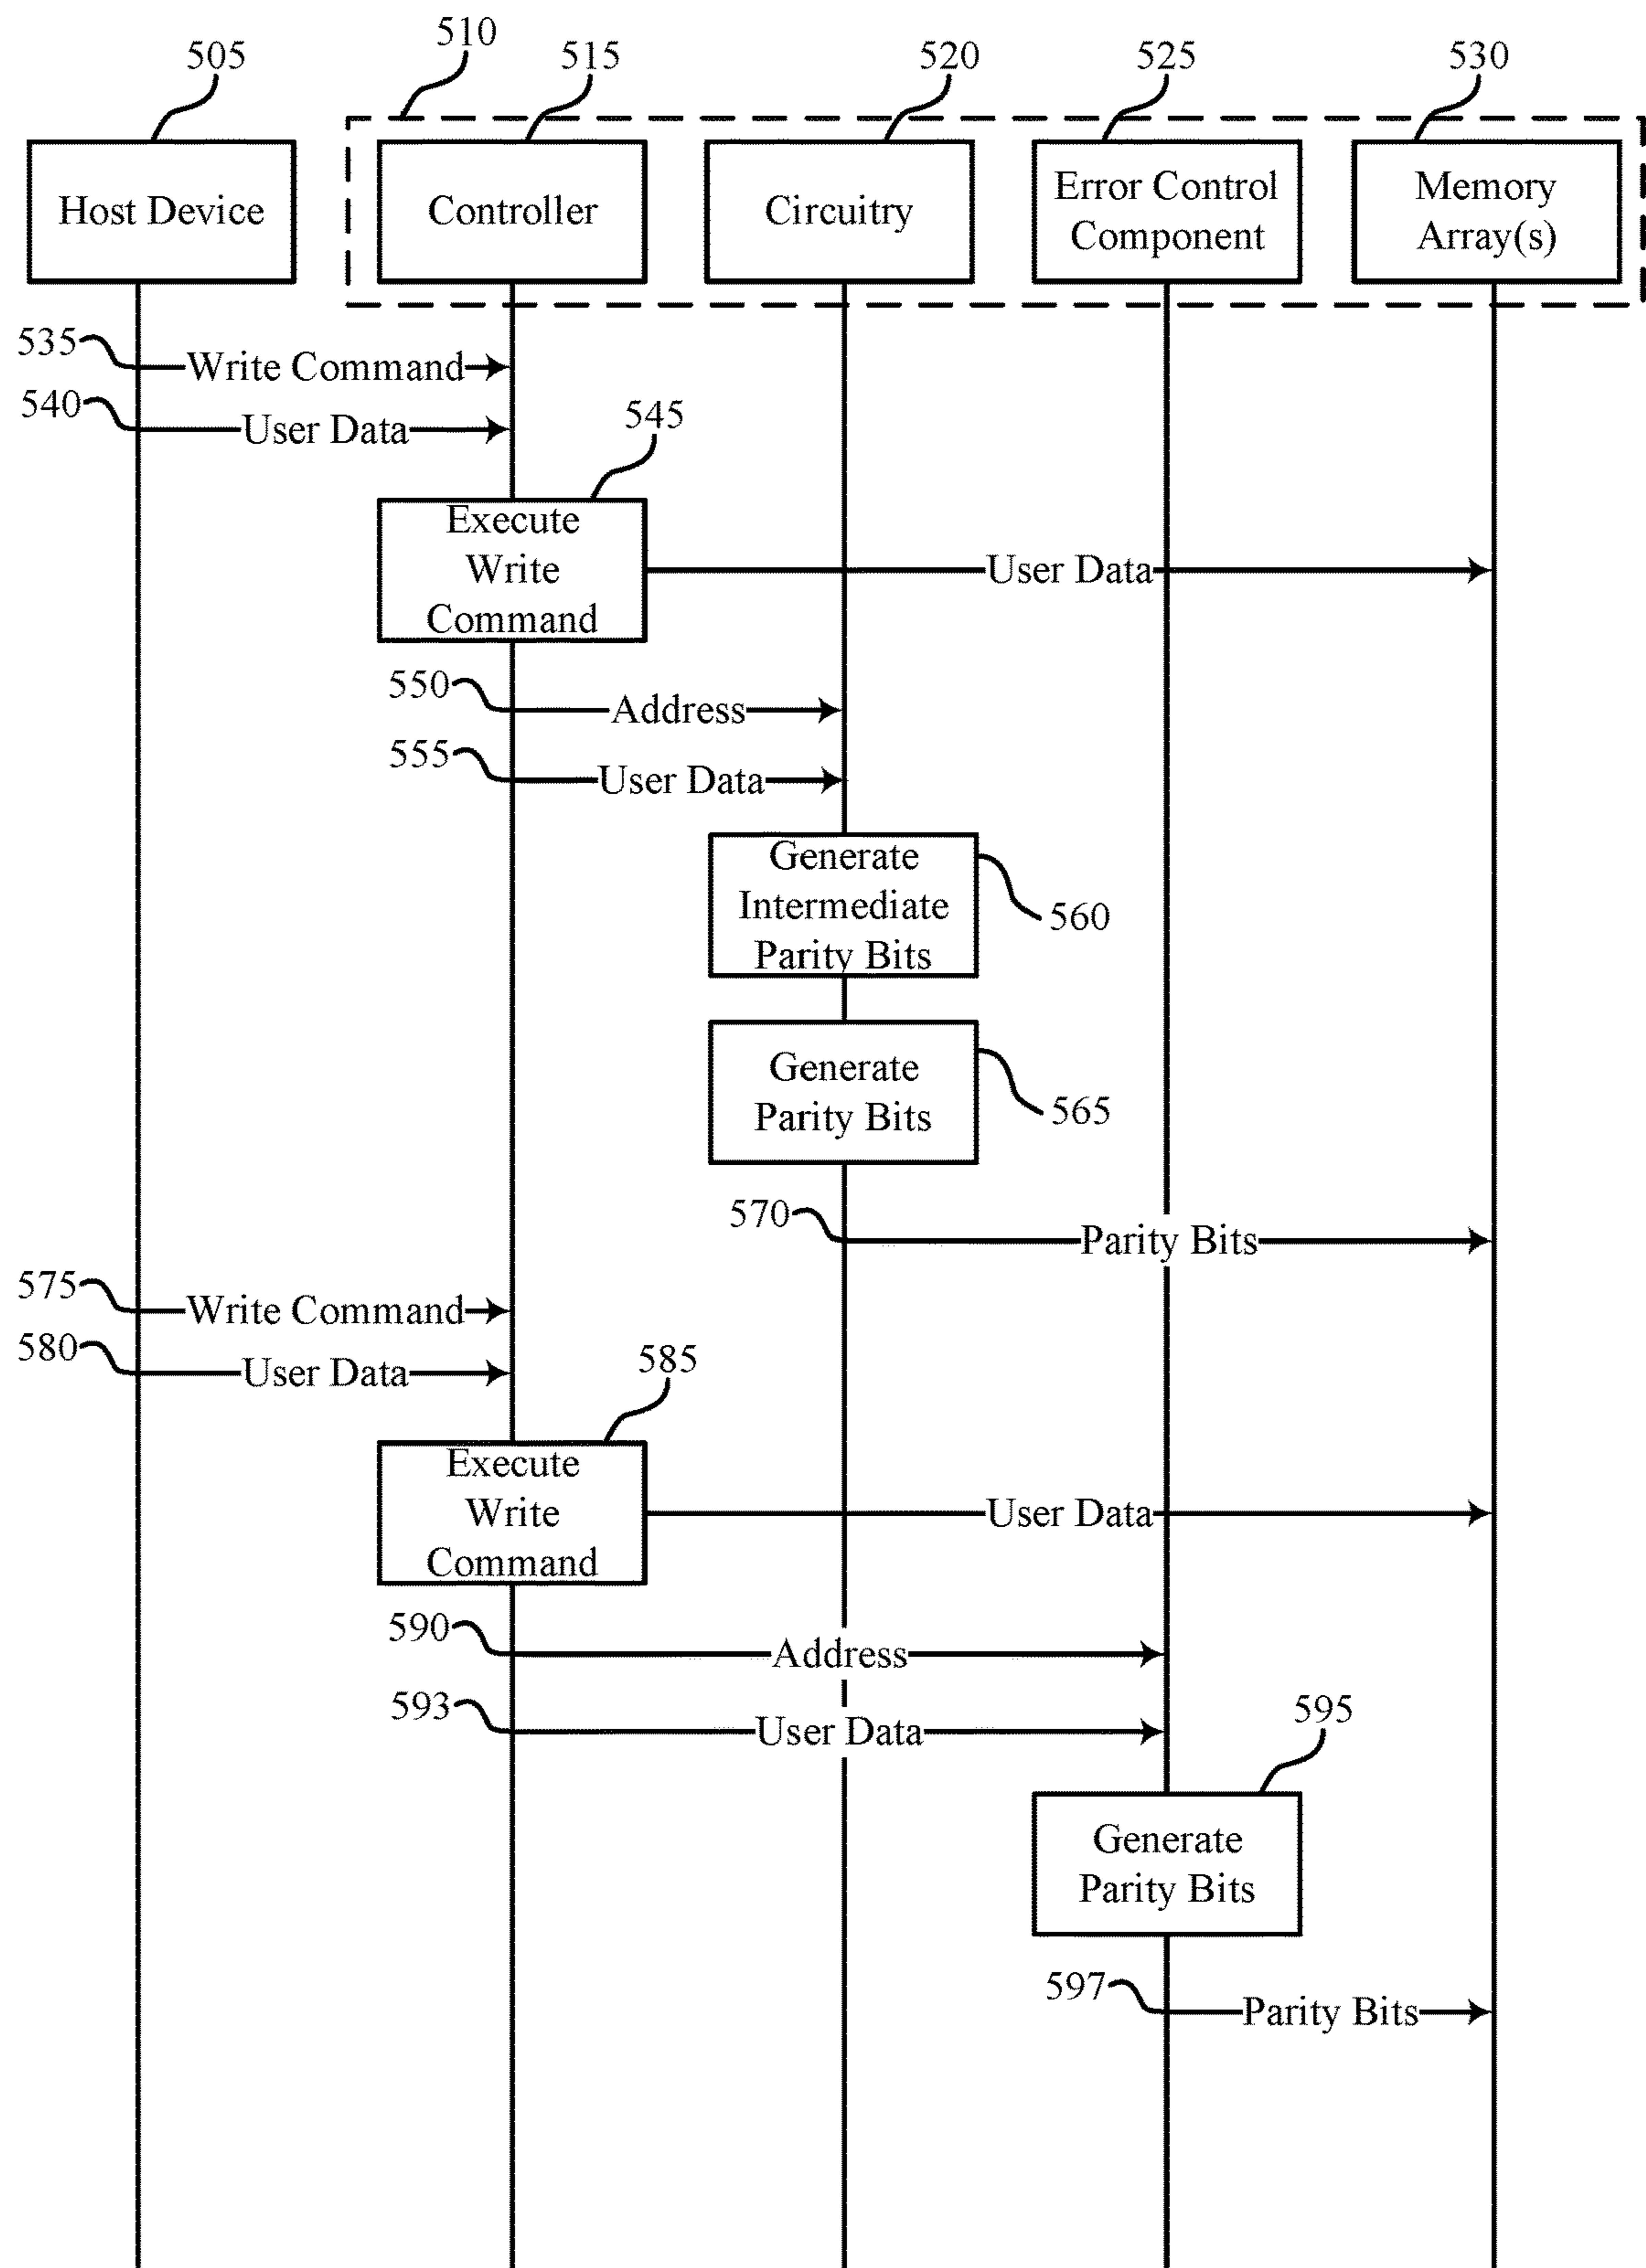 510
505
515
520
525
530
Host Device
Controller
Circuitry
Error Control
Component
Memory
Array(s)
535
Write Command
540
User Data
545
Execute
Write
Command
User Data
550
Address
555
User Data
Generate
Intermediate
Parity Bits
560
Generate
Parity Bits
565
570
Parity Bits
575
Write Command
580
User Data
585
Execute
Write
Command
User Data
590
Address
593
User Data
595
Generate
Parity Bits
597
Parity Bits